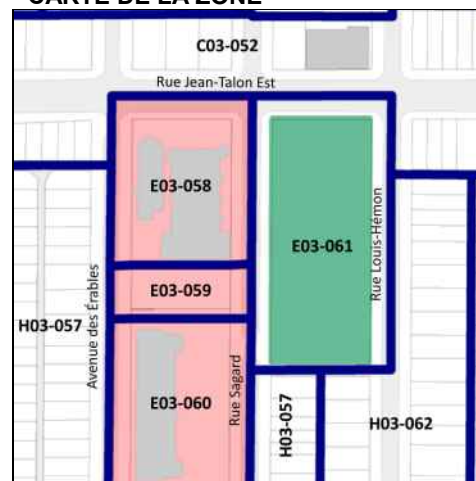 CARTE DE LA ZONE
C03-052
Rue Jean-Talon Est
E03-058
E03-061
Rue Louis-Hémon
Avenue des Érables
E03-059
H03-057
E03-060
Rue Sagard
H03-057
H03-062